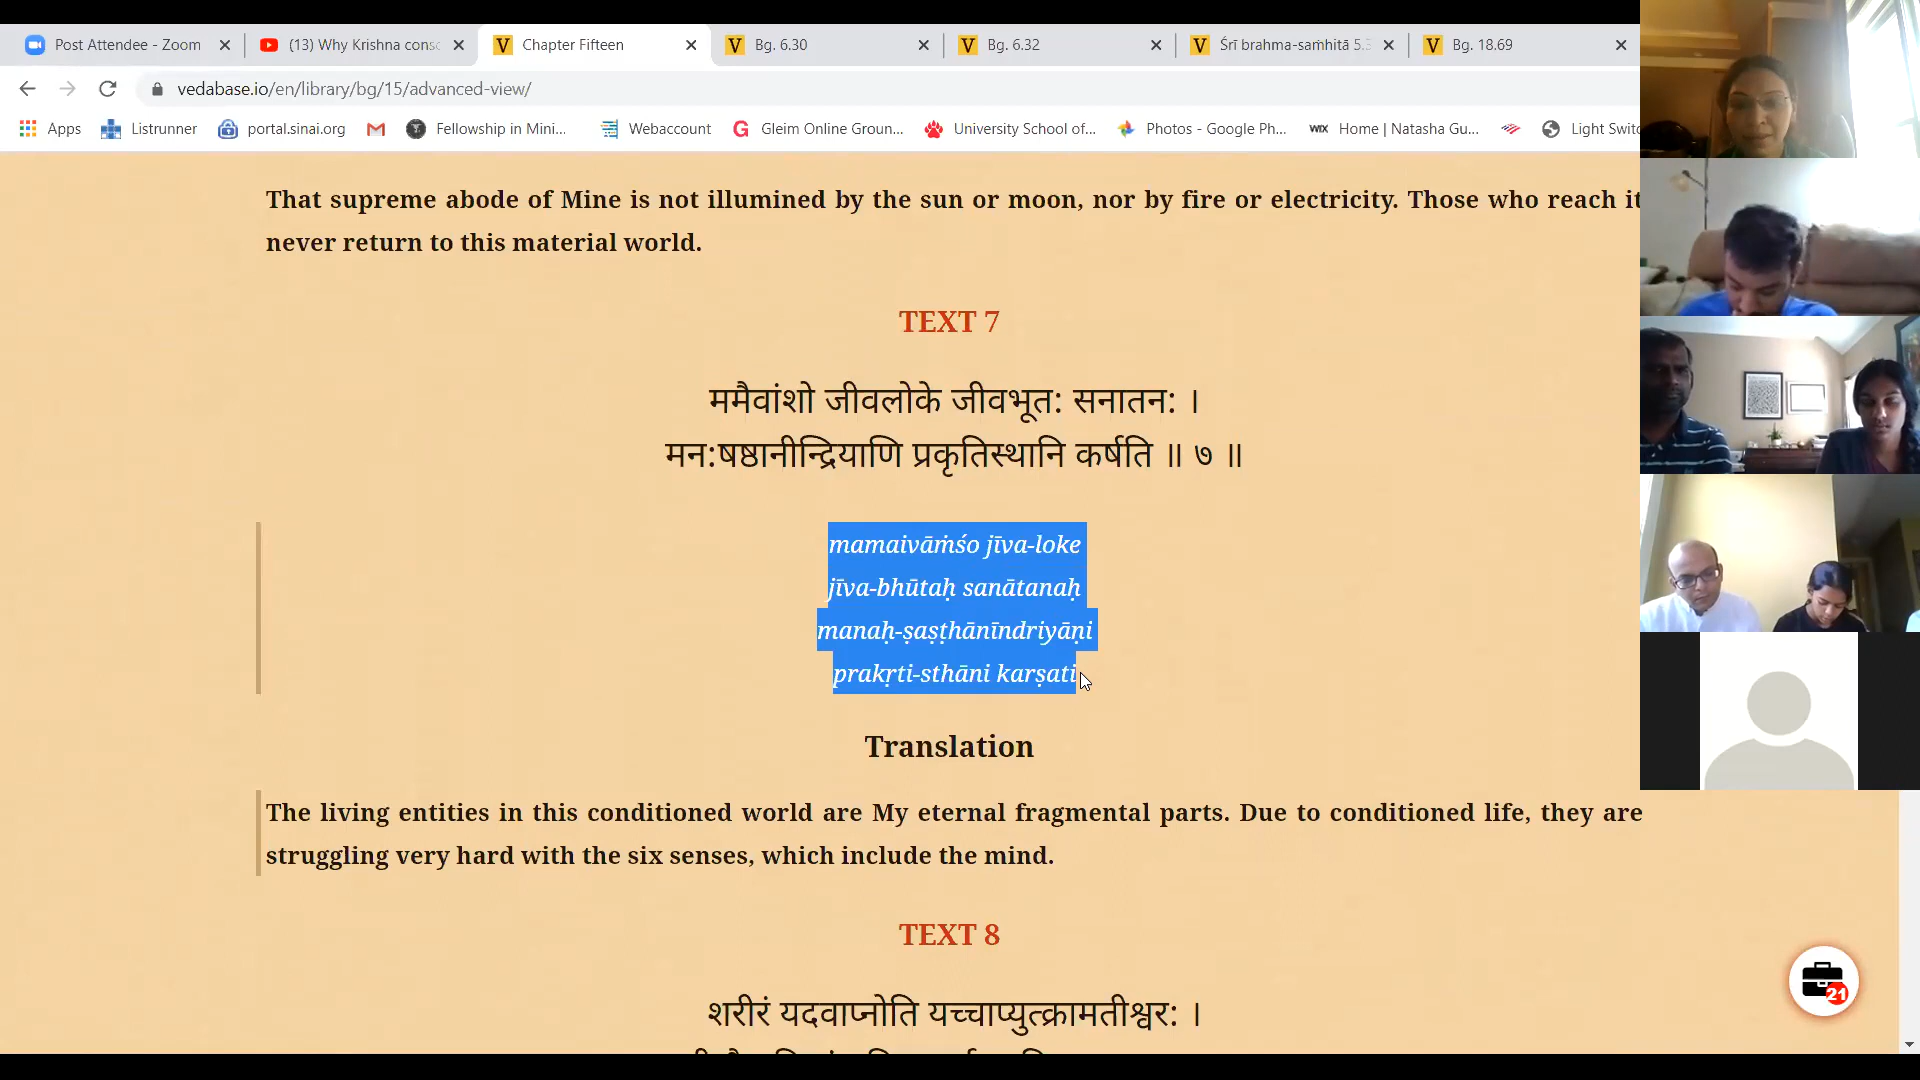 Post Attendee - Zoom
(13) Why Krishna consc
Chapter Fifteen
Bg. 6.30
Bg. 6.32
Śrī brahma-saṁhitā 5.3
Bg. 18.69
vedabase.io/en/library/bg/15/advanced-view/
Apps
Listrunner
portal.sinai.org
Fellowship in Mini...
Webaccount
Gleim Online Groun...
University School of...
Photos - Google Ph...
WIX
Home | Natasha Gu...
Light Switc
That supreme abode of Mine is not illumined by the sun or moon, nor by fire or electricity. Those who reach it
never return to this material world.
TEXT 7
ममैवांशो जीवलोके जीवभूत: सनातन: ।
मन:षष्ठानीन्द्रियाणि प्रकृतिस्थानि कर्षति ॥ ७ ॥
mamaivāṁśo jīva-loke
jīva-bhūtaḥ sanātanaḥ
manaḥ-ṣaṣṭhānīndriyāṇi
prakṛti-sthāni karṣati
Translation
The living entities in this conditioned world are My eternal fragmental parts. Due to conditioned life, they are
struggling very hard with the six senses, which include the mind.
TEXT 8
शरीरं यदवाप्नोति यच्चाप्युत्क्रामतीश्वर: ।
21